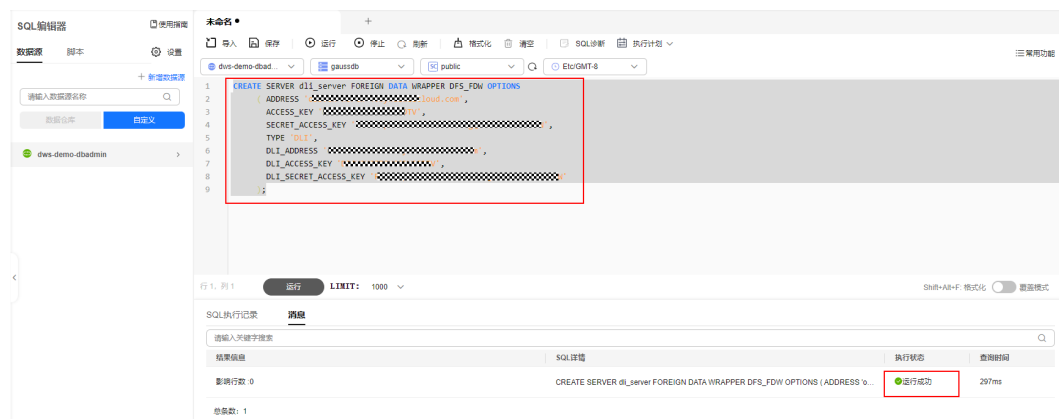 SQL编辑器
使用指南
数据源
脚本
设置
+ 新增数据源
请输入数据源名称
数据仓库
自定义
dws-demo-dbadmin
未命名 ●
+
导入
保存
运行
停止
刷新
格式化
清空
SQL诊断
执行计划
常用功能
dws-demo-dbad...
gaussdb
SC public
Etc/GMT-8
1 CREATE SERVER dli_server FOREIGN DATA WRAPPER DFS_FDW OPTIONS
2 ( ADDRESS ' loud.com',
3 ACCESS_KEY ' TV',
4 SECRET_ACCESS_KEY ' ',
5 TYPE 'DLI',
6 DLI_ADDRESS ' ',
7 DLI_ACCESS_KEY ' ',
8 DLI_SECRET_ACCESS_KEY '
9 );
行 1，列 1
运行
LIMIT: 1000
Shift+Alt+F: 格式化
覆盖模式
SQL执行记录
消息
请输入关键字搜索
结果信息
SQL详情
执行状态
查询时间
影响行数 :0
CREATE SERVER dli_server FOREIGN DATA WRAPPER DFS_FDW OPTIONS ( ADDRESS 'o...
运行成功
297ms
总条数: 1